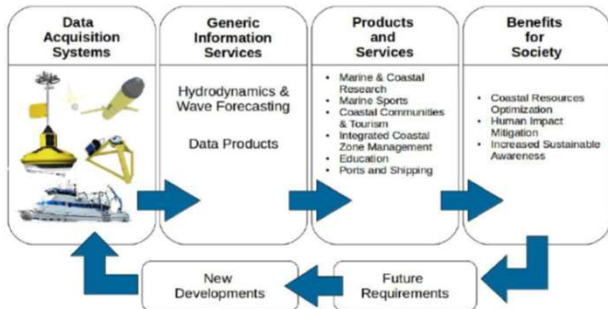 Data
Acquisition
Systems
Generic
Information
Services
Hydrodynamics &
Wave Forecasting
Data Products
Products
and
Services
• Marine & Coastal
Research
• Marine Sports
• Coastal Communities
& Tourism
• Integrated Coastal
Zone Management
• Education
• Ports and Shipping
Benefits
for
Society
• Coastal Resources
Optimization
• Human Impact
Mitigation
• Increased Sustainable
Awareness
New
Developments
Future
Requirements